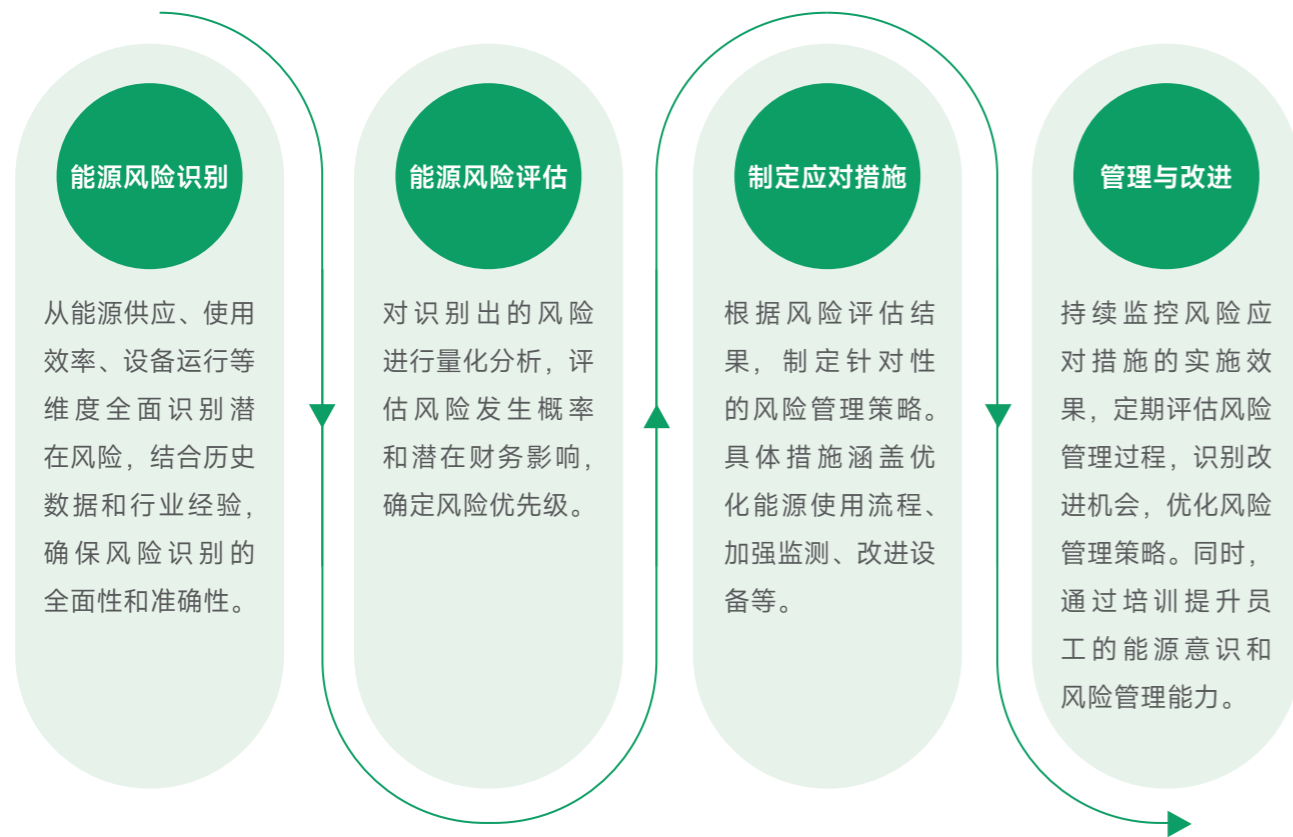 能源风险识别
从能源供应、使用
效率、设备运行等
维度全面识别潜
在风险，结合历史
数据和行业经验，
确保风险识别的
全面性和准确性。
能源风险评估
对识别出的风险
进行量化分析，评
估风险发生概率
和潜在财务影响，
确定风险优先级。
制定应对措施
根据风险评估结
果，制定针对性
的风险管理策略。
具体措施涵盖优
化能源使用流程、
加强监测、改进设
备等。
管理与改进
持续监控风险应
对措施的实施效
果，定期评估风险
管理过程，识别改
进机会，优化风险
管理策略。同时，
通过培训提升员
工的能源意识和
风险管理能力。